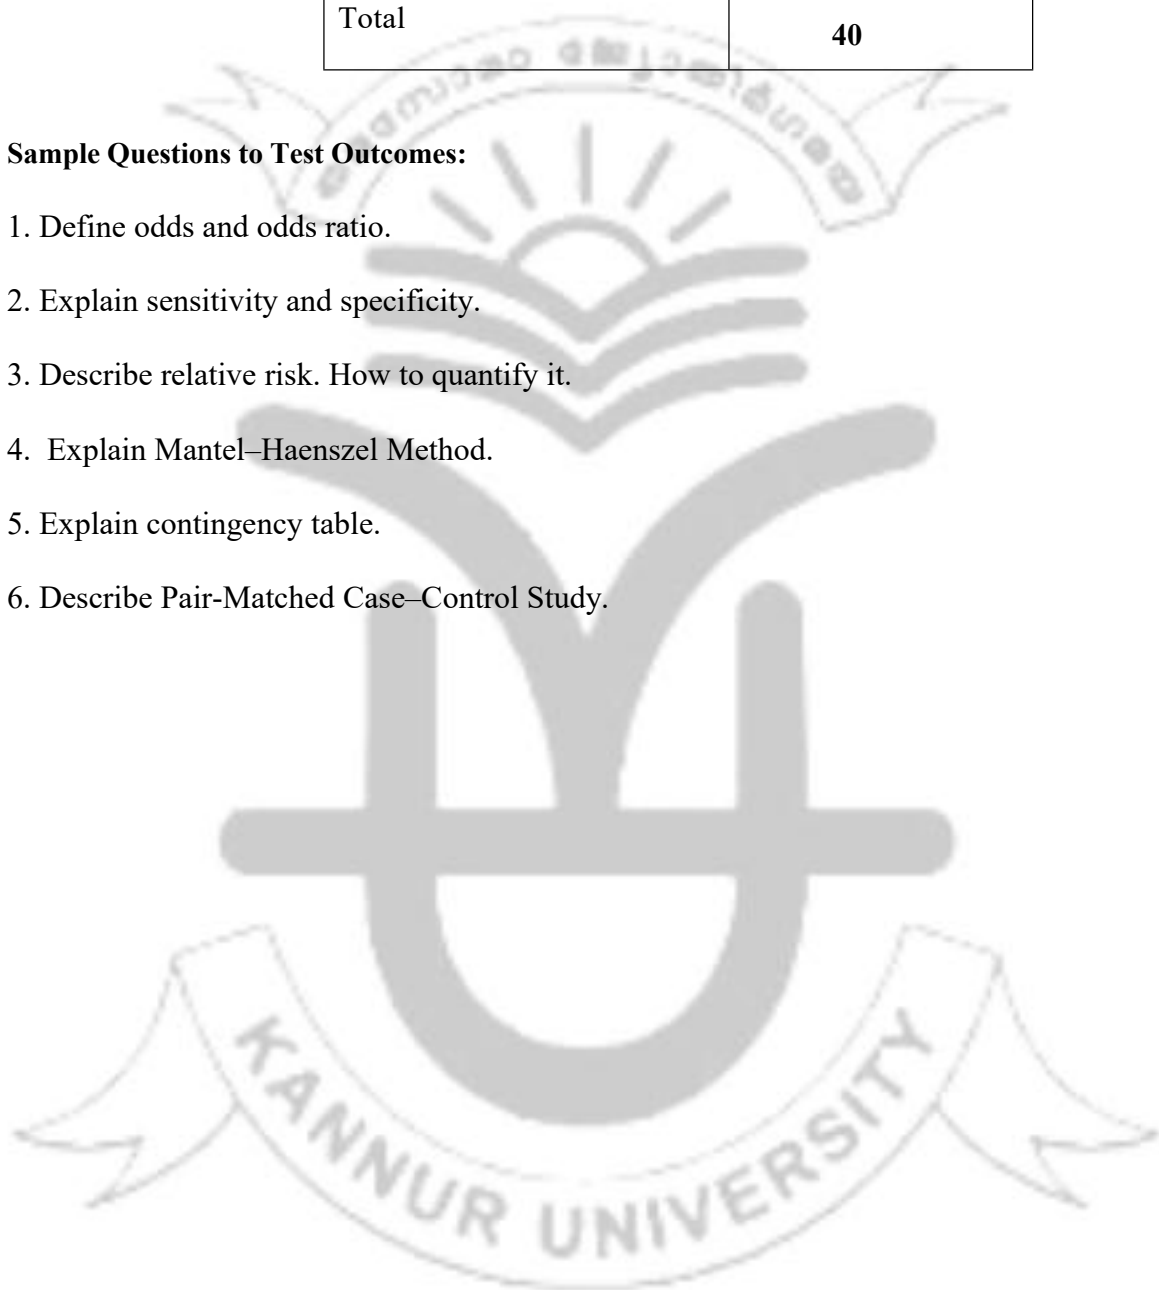 Total
40
Sample Questions to Test Outcomes:
1. Define odds and odds ratio.
2. Explain sensitivity and specificity.
3. Describe relative risk. How to quantify it.
4.  Explain Mantel–Haenszel Method.
5. Explain contingency table.
6. Describe Pair-Matched Case–Control Study.
KANNUR UNIVERSITY